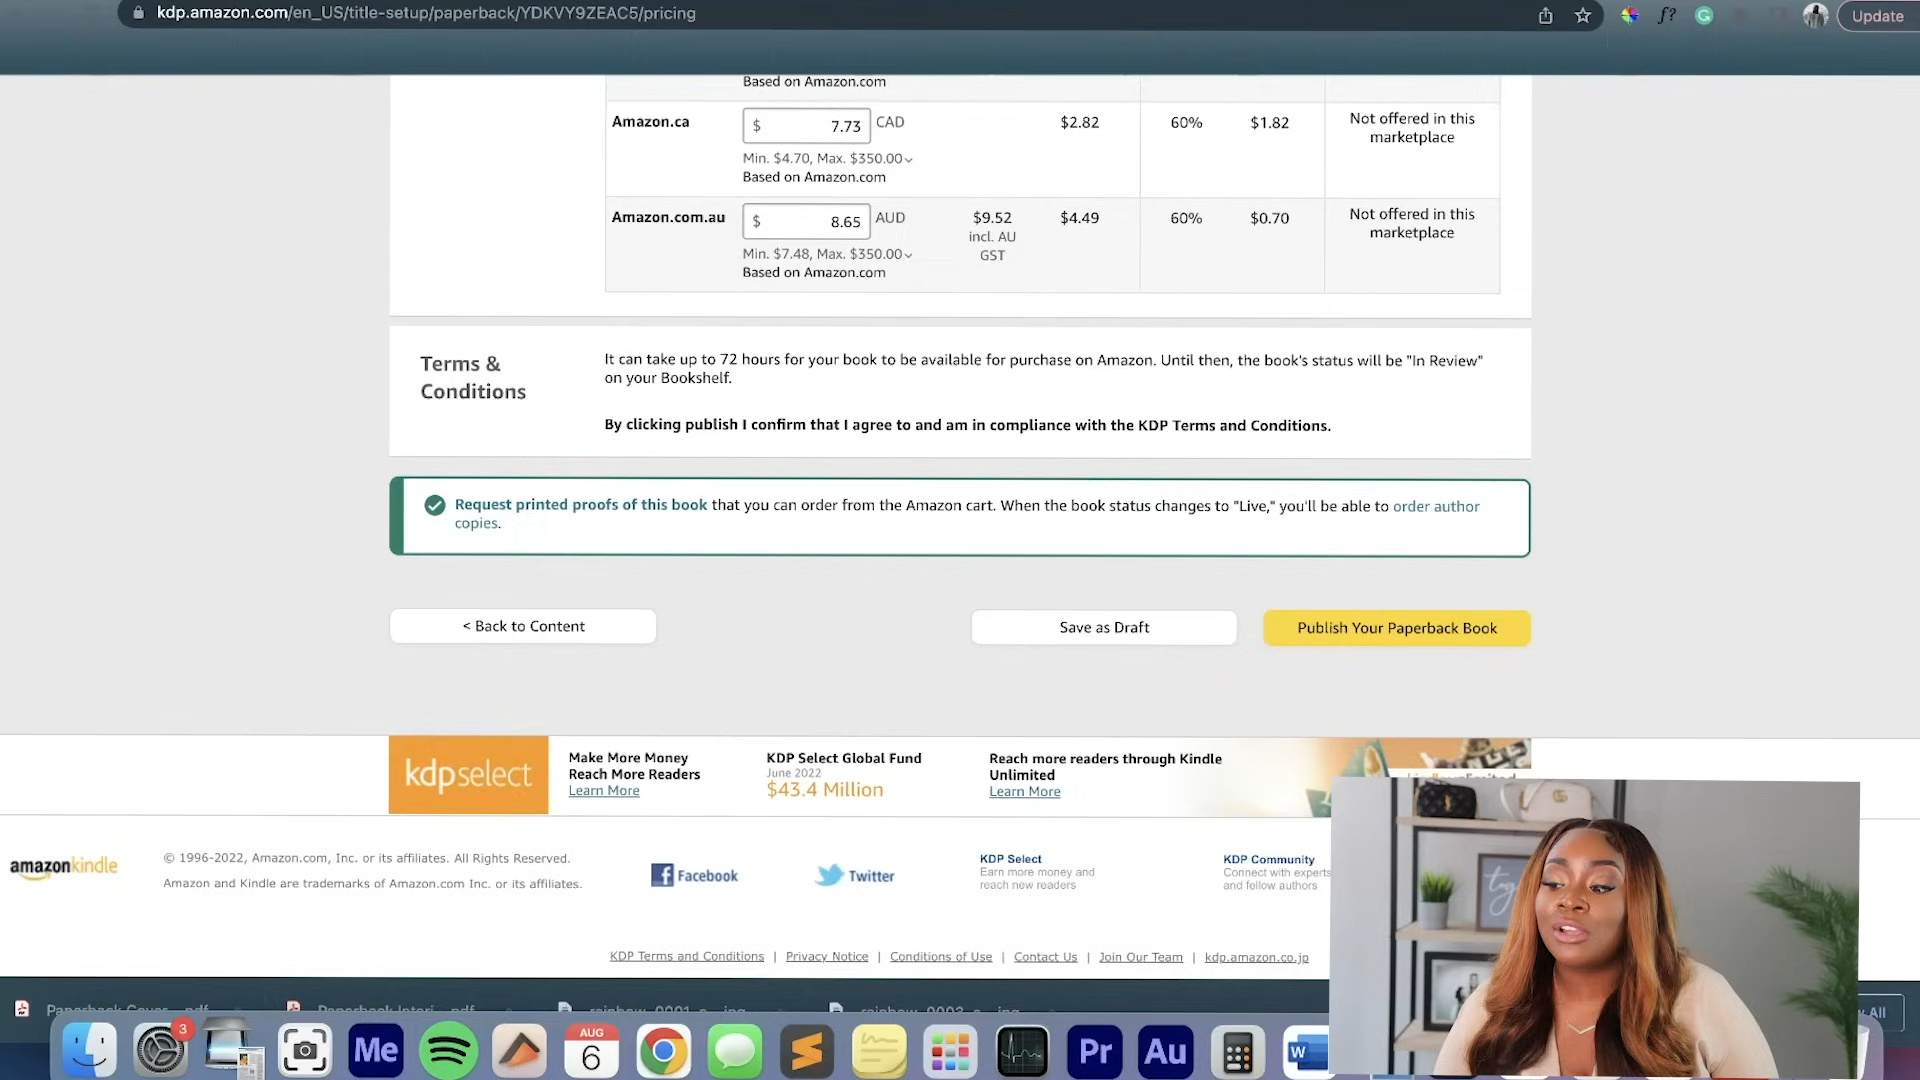 kdp.amazon.com/en_US/title-setup/paperback/YDKVY9ZEAC5/pricing
f?
Update
Based on Amazon.com
Amazon.ca
$ 7.73 CAD
$2.82
60%
$1.82
Not offered in this
marketplace
Min. $4.70, Max. $350.00
Based on Amazon.com
Amazon.com.au
$ 8.65 AUD
$9.52
incl. AU
GST
$4.49
60%
$0.70
Not offered in this
marketplace
Min. $7.48, Max. $350.00
Based on Amazon.com
Terms &
Conditions
It can take up to 72 hours for your book to be available for purchase on Amazon. Until then, the book's status will be "In Review"
on your Bookshelf.
By clicking publish I confirm that I agree to and am in compliance with the KDP Terms and Conditions.
Request printed proofs of this book that you can order from the Amazon cart. When the book status changes to "Live," you'll be able to order author
copies.
< Back to Content
Save as Draft
Publish Your Paperback Book
kdpselect
Make More Money
Reach More Readers
Learn More
KDP Select Global Fund
June 2022
$43.4 Million
Reach more readers through Kindle
Unlimited
Learn More
amazonkindle
© 1996-2022, Amazon.com, Inc. or its affiliates. All Rights Reserved.
Amazon and Kindle are trademarks of Amazon.com Inc. or its affiliates.
Facebook
Twitter
KDP Select
Earn more money and
reach new readers
KDP Community
Connect with experts
and fellow authors
KDP Terms and Conditions | Privacy Notice | Conditions of Use | Contact Us | Join Our Team | kdp.amazon.co.jp
All
3
Me
AUG
6
Pr
Au
W